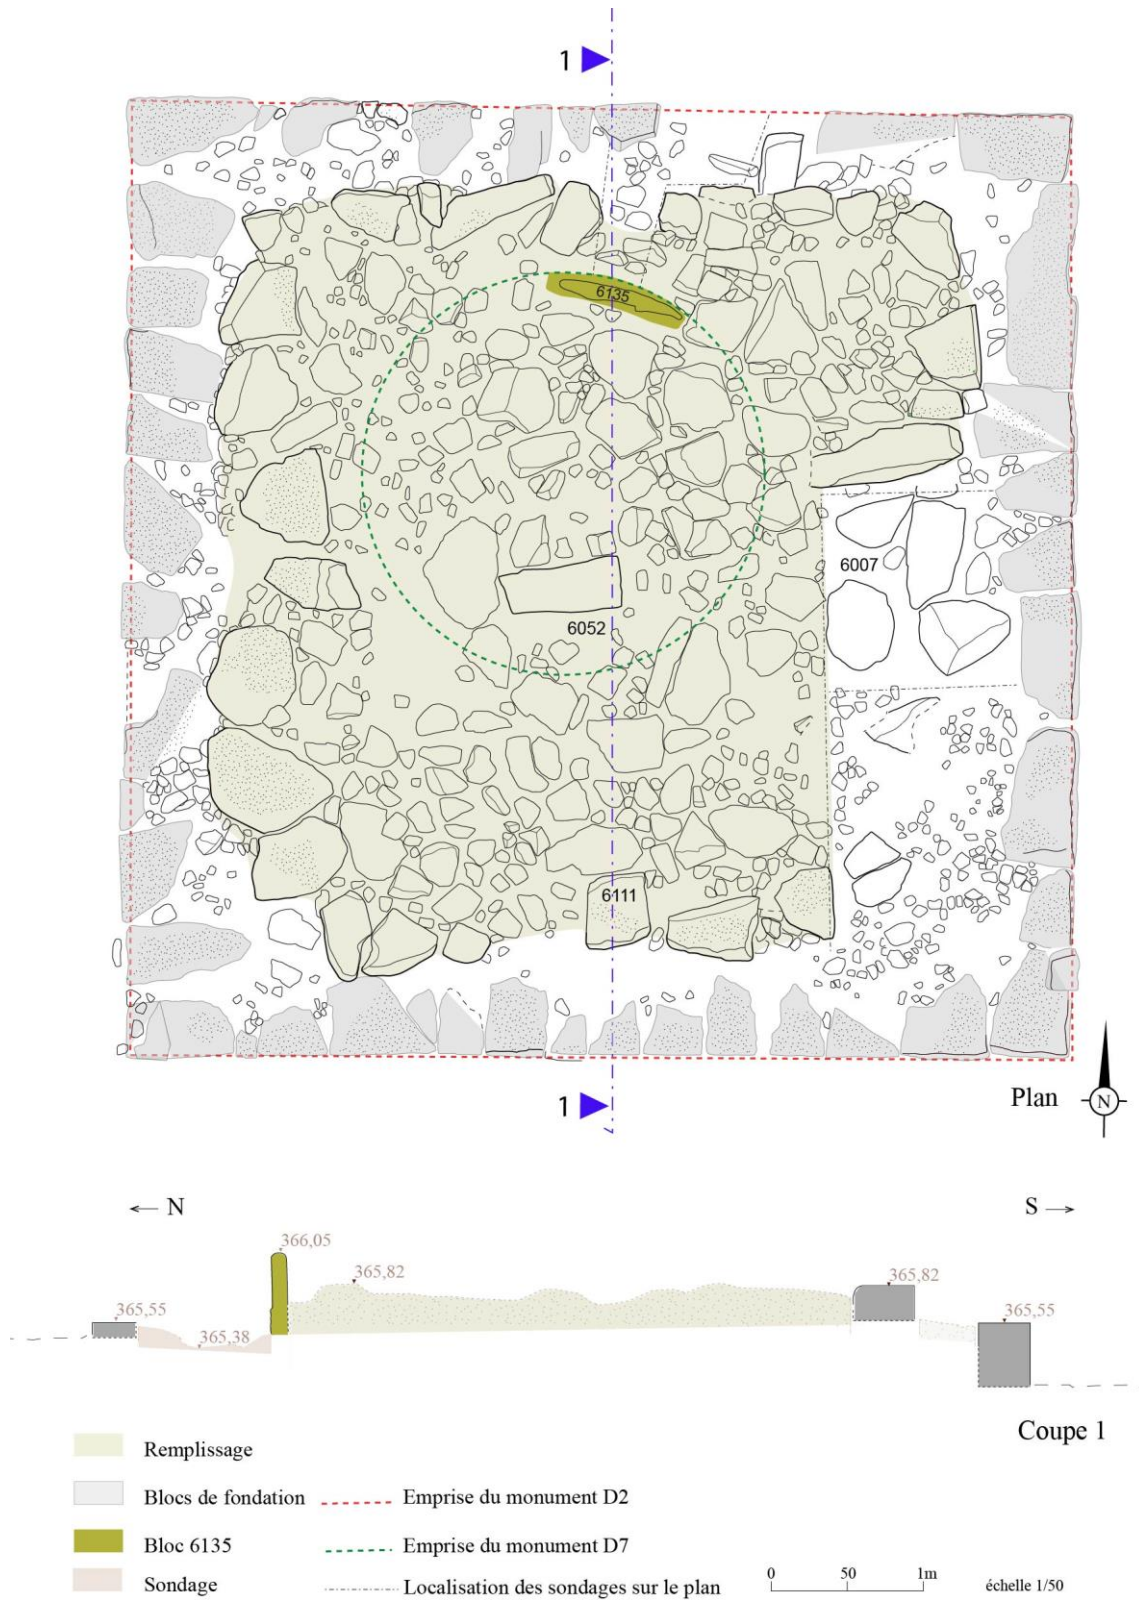 1
6135
6007
6052
6111
1
Plan
N
N
S
366,05
365,82
365,82
365,55
365,55
365,38
Coupe 1
Remplissage
Blocs de fondation
Emprise du monument D2
Bloc 6135
Emprise du monument D7
Sondage
Localisation des sondages sur le plan
0 50 1m
échelle 1/50